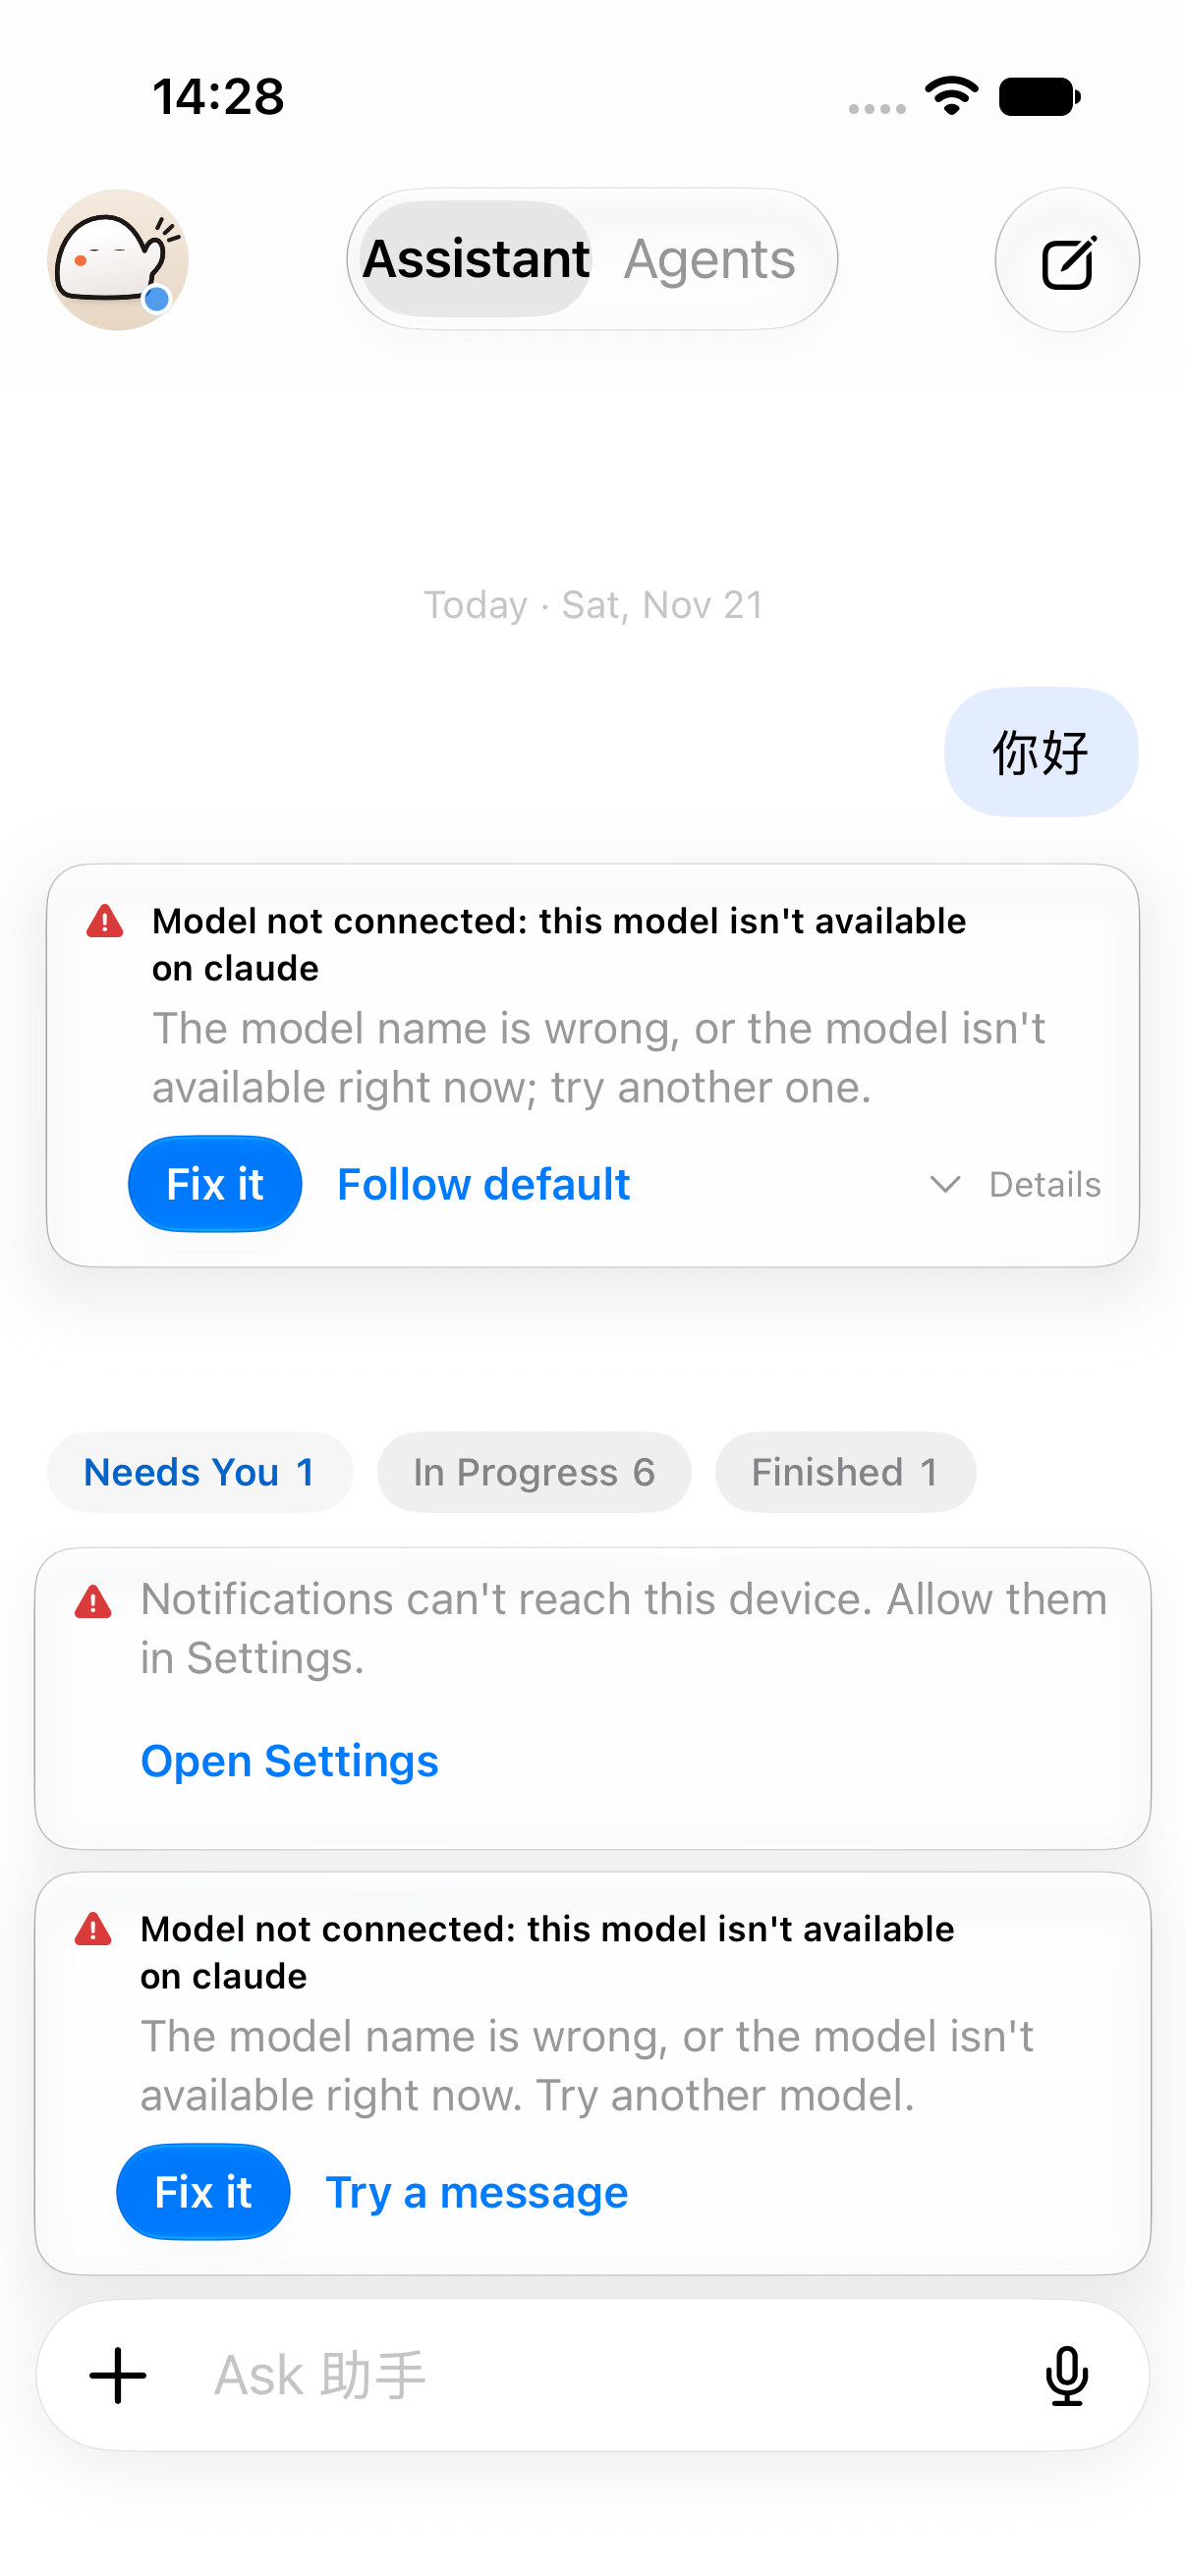 14:28
Assistant Agents
Today · Sat, Nov 21
你好
Model not connected: this model isn't available
on claude
The model name is wrong, or the model isn't
available right now; try another one.
Fix it Follow default Details
Needs You 1 In Progress 6 Finished 1
Notifications can't reach this device. Allow them
in Settings.
Open Settings
Model not connected: this model isn't available
on claude
The model name is wrong, or the model isn't
available right now. Try another model.
Fix it Try a message
Ask 助手